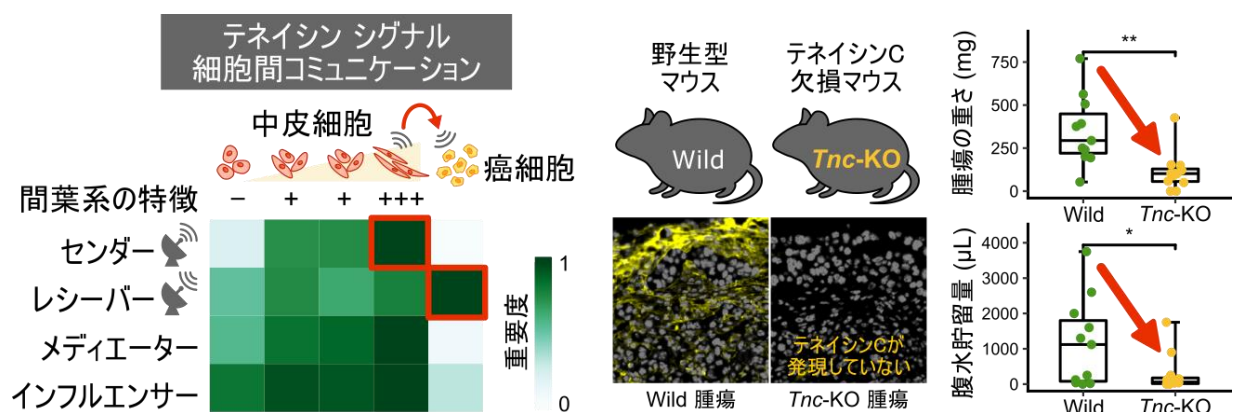 テネイシン シグナル
細胞間コミュニケーション
中皮細胞
癌細胞
間葉系の特徴
− + + +++
センダー
レシーバー
メディエーター
インフルエンサー
1
重要度
0
野生型
マウス
テネイシンC
欠損マウス
Wild
Tnc-KO
テネイシンCが
発現していない
Wild 腫瘍
Tnc-KO 腫瘍
腫瘍の重さ (mg)
**
750
500
250
0
Wild
Tnc-KO
腹水貯留量 (μL)
*
4000
3000
2000
1000
0
Wild
Tnc-KO